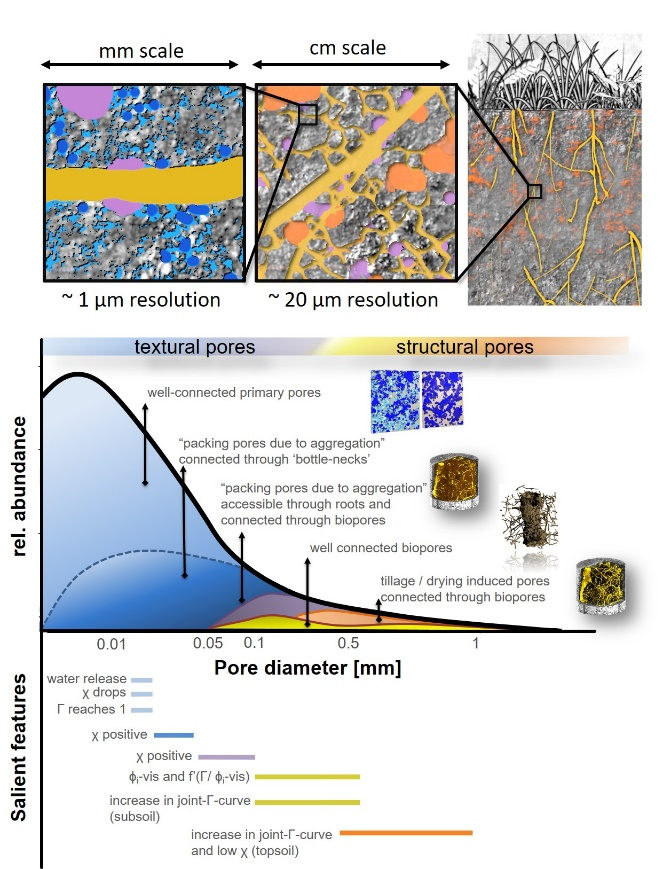 mm scale
cm scale
~ 1 µm resolution
~ 20 µm resolution
textural pores
structural pores
rel. abundance
well-connected primary pores
“packing pores due to aggregation”
connected through ‘bottle-necks’
“packing pores due to aggregation”
accessible through roots and
connected through biopores
well connected biopores
tillage / drying induced pores
connected through biopores
0.01
0.05
0.1
0.5
1
Pore diameter [mm]
Salient features
water release
χ drops
Γ reaches 1
χ positive
χ positive
ϕᵢ-vis and f'(Γ/ ϕᵢ-vis)
increase in joint-Γ-curve
(subsoil)
increase in joint-Γ-curve
and low χ (topsoil)